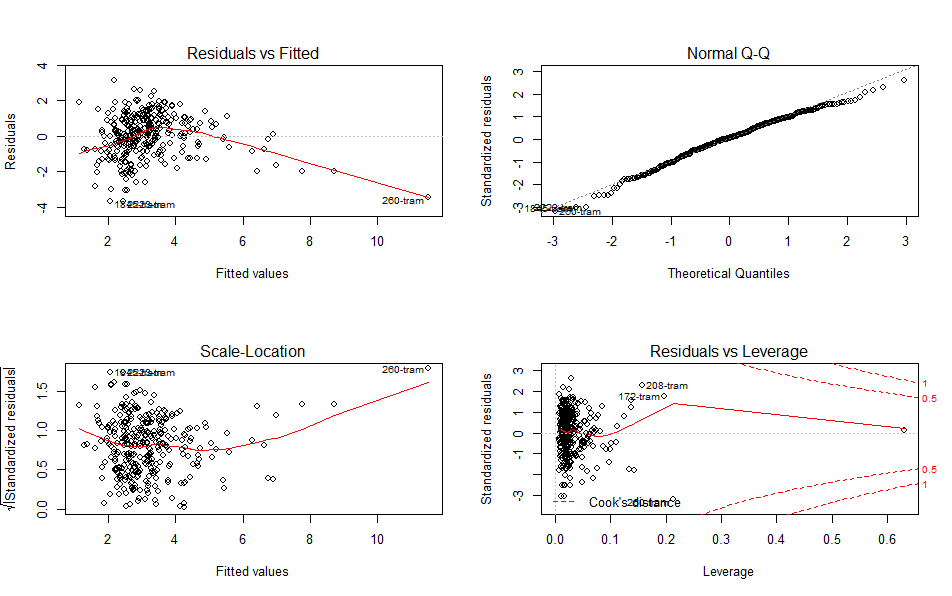 Residuals vs Fitted
Residuals
4
2
0
-2
-4
260-tram
2
4
6
8
10
Fitted values
Normal Q-Q
Standardized residuals
3
2
1
0
-1
-2
-3
260-tram
-3
-2
-1
0
1
2
3
Theoretical Quantiles
Scale-Location
√|Standardized residuals|
1.5
1.0
0.5
0.0
260-tram
2
4
6
8
10
Fitted values
Residuals vs Leverage
Standardized residuals
3
2
1
0
-1
-3
208-tram
172-tram
260-tram
Cook's distance
1
0.5
0.5
1
0.0
0.1
0.2
0.3
0.4
0.5
0.6
Leverage